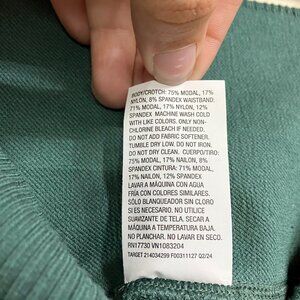 BODY/CROTCH: 75% MODAL, 17%
NYLON, 8% SPANDEX WAISTBAND:
71% MODAL, 17% NYLON, 12%
SPANDEX MACHINE WASH COLD
WITH LIKE COLORS. ONLY NON-
CHLORINE BLEACH IF NEEDED.
DO NOT ADD FABRIC SOFTENER.
TUMBLE DRY LOW. DO NOT IRON.
DO NOT DRY CLEAN. CUERPO/TIRO:
75% MODAL, 17% NAILON, 8%
SPANDEX CINTURA: 71% MODAL,
17% NAILON, 12% SPANDEX
LAVAR A MÁQUINA CON AGUA
FRÍA CON COLORES SIMILARES.
SÓLO BLANQUEADOR SIN CLORO
SI ES NECESARIO, NO UTILICE
SUAVIZANTE DE TELA. SECAR A
MÁQUINA A TEMPERATURA BAJA.
NO PLANCHAR. NO LAVAR EN SECO.
RN17730 VN1083204
TARGET 214034299 F00311127 Q2/24